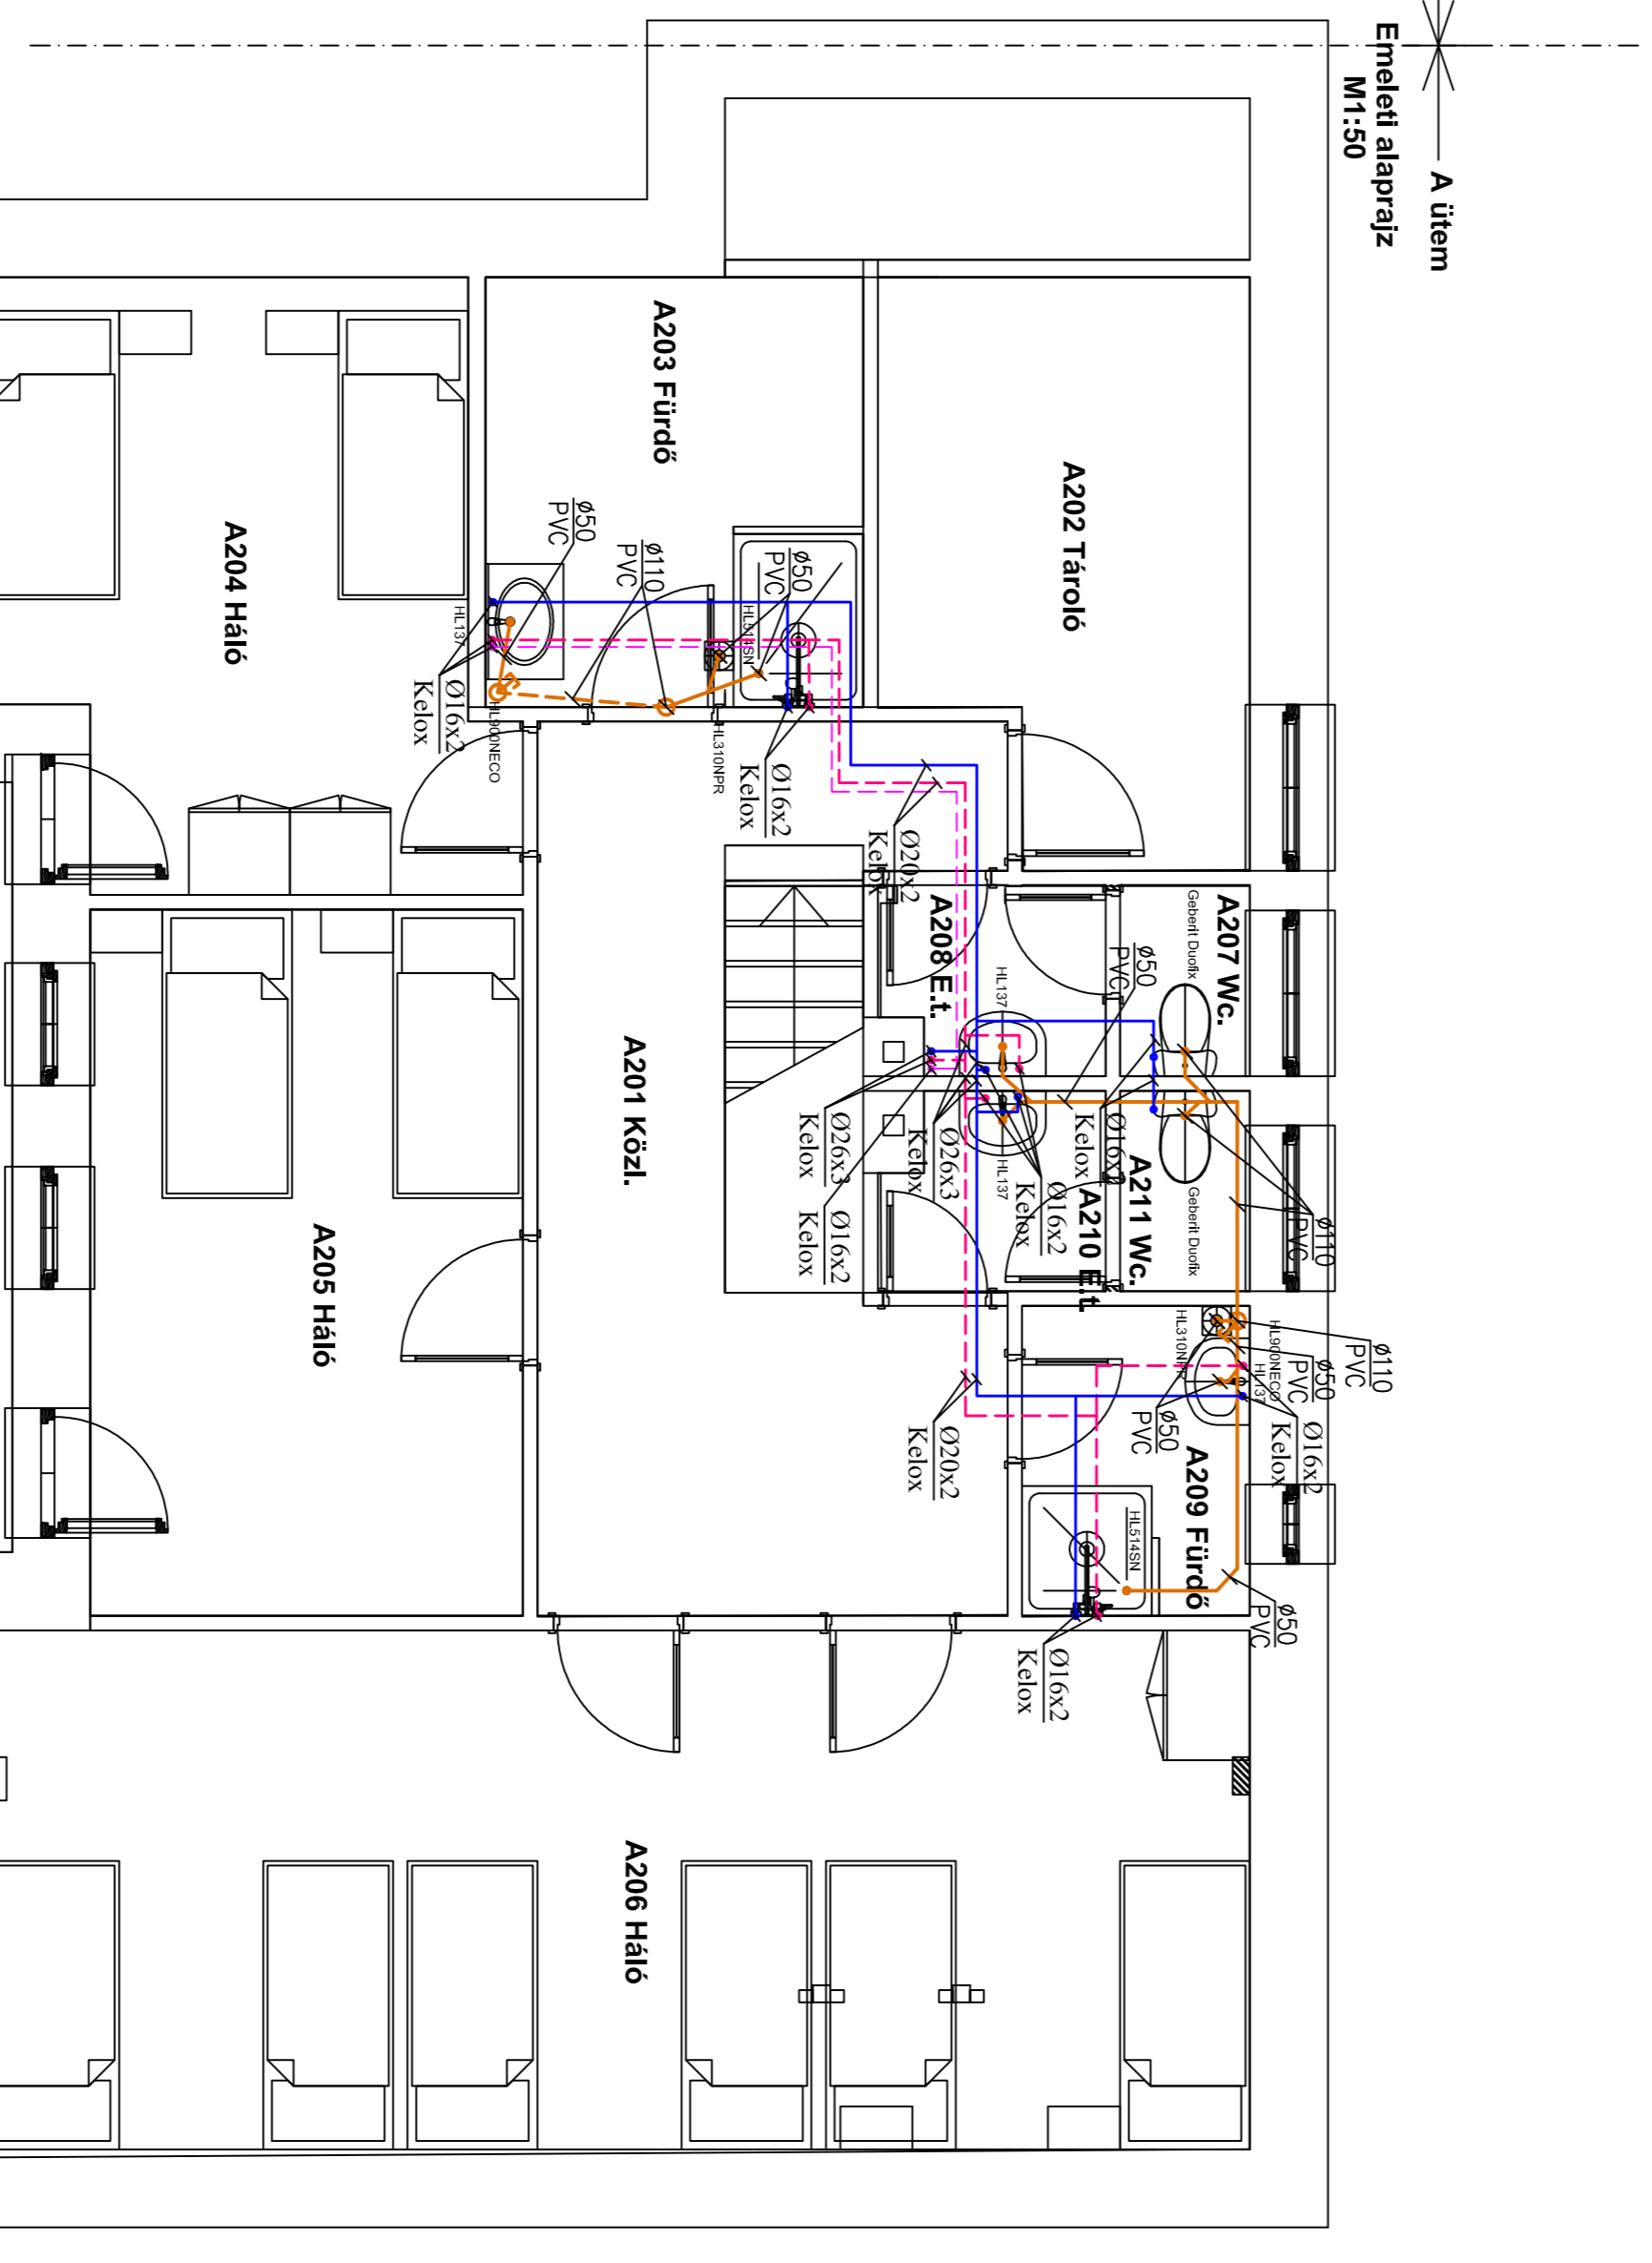 A ütem
Emeleti alaprajz
M1:50
A202 Tároló
A203 Fürdő
A204 Háló
ø50
PVC
ø110
PVC
ø50
PVC
HL514SN
HL137
HL900NECO
HL310NPR
Ø16x2
Kelox
Ø16x2
Kelox
Ø20x2
Kelox
A207 Wc.
Geberit Duofix
A208 E.t.
ø50
PVC
HL137
A201 Közl.
Ø26x3
Kelox
Ø16x2
Kelox
Ø26x3
Kelox
Ø16x2
Kelox
Ø16x2
Kelox
HL137
A211 Wc.
A210 E.t.
Geberit Duofix
ø110
PVC
ø110
PVC
ø50
PVC
HL900NECO
HL137
HL310NPR
ø50
PVC
Ø16x2
Kelox
A209 Fürdő
HL514SN
Ø20x2
Kelox
ø50
PVC
Ø16x2
Kelox
A205 Háló
A206 Háló